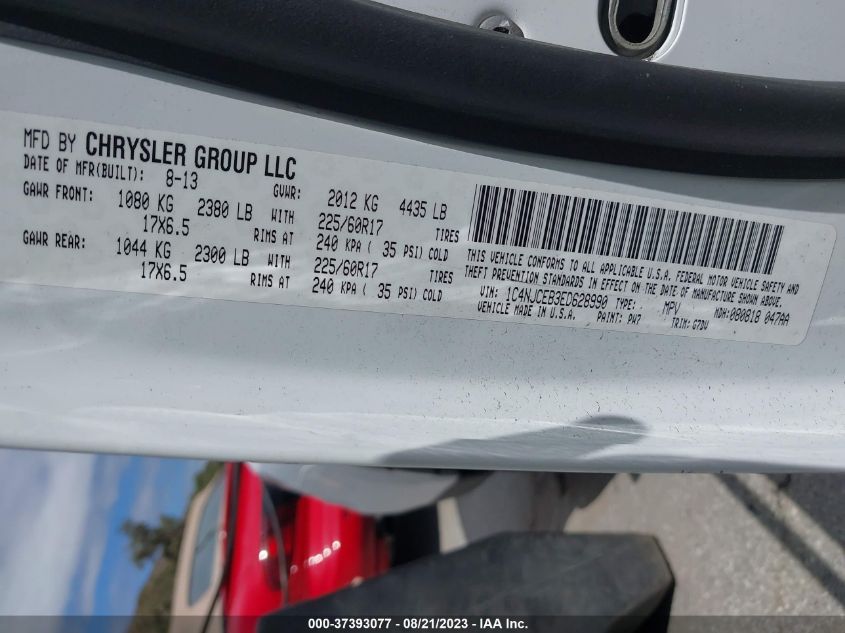 MFD BY CHRYSLER GROUP LLC
DATE OF MFR(BUILT): 8-13 GVWR: 2012 KG 4435 LB
GAWR FRONT: 1080 KG 2380 LB WITH 225/60R17 TIRES
17X6.5 RIMS AT 240 KPA ( 35 PSI) COLD
GAWR REAR: 1044 KG 2300 LB WITH 225/60R17 TIRES
17X6.5 RIMS AT 240 KPA ( 35 PSI) COLD
THIS VEHICLE CONFORMS TO ALL APPLICABLE U.S.A. FEDERAL MOTOR VEHICLE SAFETY AND
THEFT PREVENTION STANDARDS IN EFFECT ON THE DATE OF MANUFACTURE SHOWN ABOVE.
VIN: 1C4NJCEB3ED628990 TYPE: MPV MDH:080818 047AA
VEHICLE MADE IN U.S.A. PAINT: PW7 TRIM: G7DV
000-37393077 - 08/21/2023 - IAA Inc.